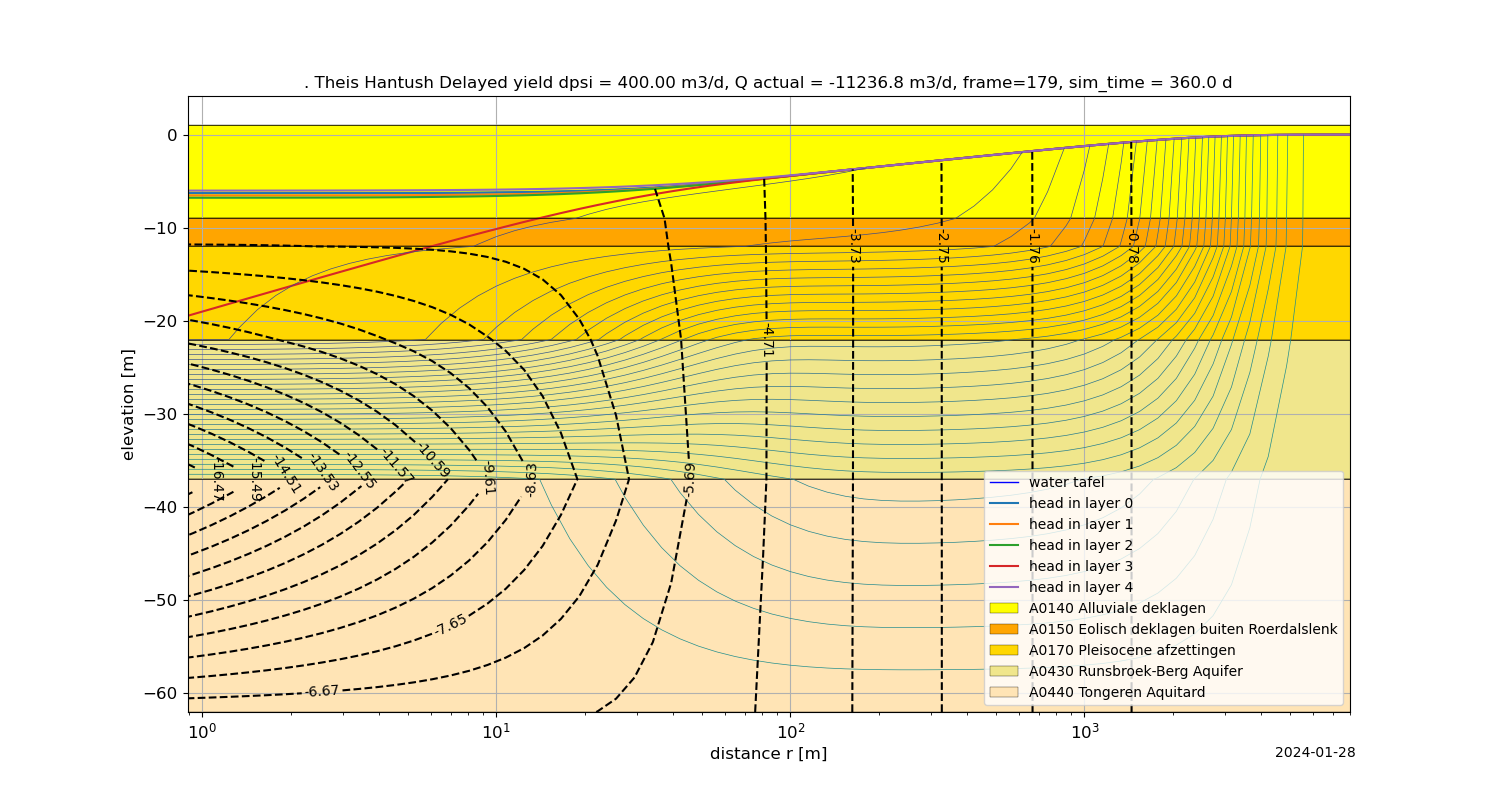 . Theis Hantush Delayed yield dpsi = 400.00 m3/d, Q actual = -11236.8 m3/d, frame=179, sim_time = 360.0 d
0
−10
−20
−30
−40
−50
−60
elevation [m]
-3.73
-2.75
-1.76
-0.78
-4.71
-16.47
-15.49
-14.51
-13.53
-12.55
-11.57
-10.59
-9.61
-8.63
-5.69
-7.65
-6.67
water tafel
head in layer 0
head in layer 1
head in layer 2
head in layer 3
head in layer 4
A0140 Alluviale deklagen
A0150 Eolisch deklagen buiten Roerdalslenk
A0170 Pleisocene afzettingen
A0430 Runsbroek-Berg Aquifer
A0440 Tongeren Aquitard
10⁰ 10¹ 10² 10³
distance r [m]
2024-01-28